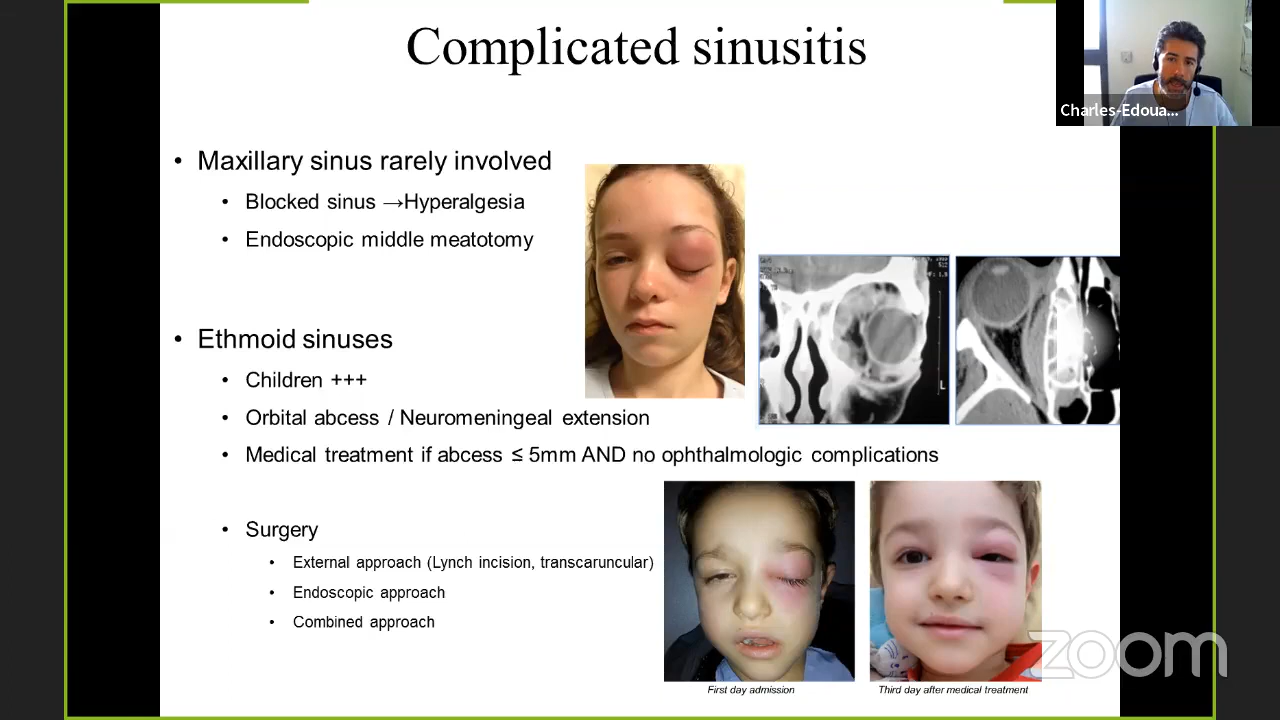 Complicated sinusitis
Charles-Edoua...
• Maxillary sinus rarely involved
• Blocked sinus →Hyperalgesia
• Endoscopic middle meatotomy
• Ethmoid sinuses
• Children +++
• Orbital abcess / Neuromeningeal extension
• Medical treatment if abcess ≤ 5mm AND no ophthalmologic complications
• Surgery
• External approach (Lynch incision, transcaruncular)
• Endoscopic approach
• Combined approach
L
First day admission
Third day after medical treatment
zoom